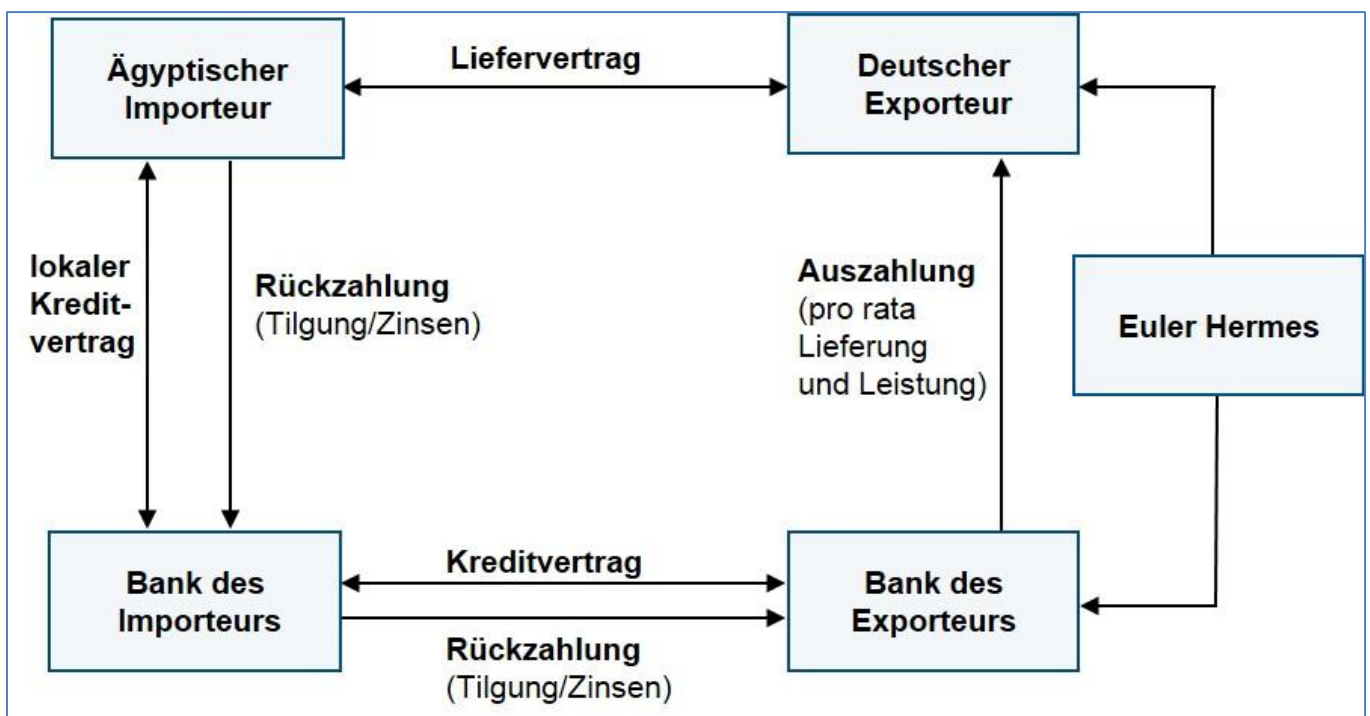 Ägyptischer
Importeur
Liefervertrag
Deutscher
Exporteur
lokaler
Kredit-
vertrag
Rückzahlung
(Tilgung/Zinsen)
Auszahlung
(pro rata
Lieferung
und Leistung)
Euler Hermes
Bank des
Importeurs
Kreditvertrag
Rückzahlung
(Tilgung/Zinsen)
Bank des
Exporteurs